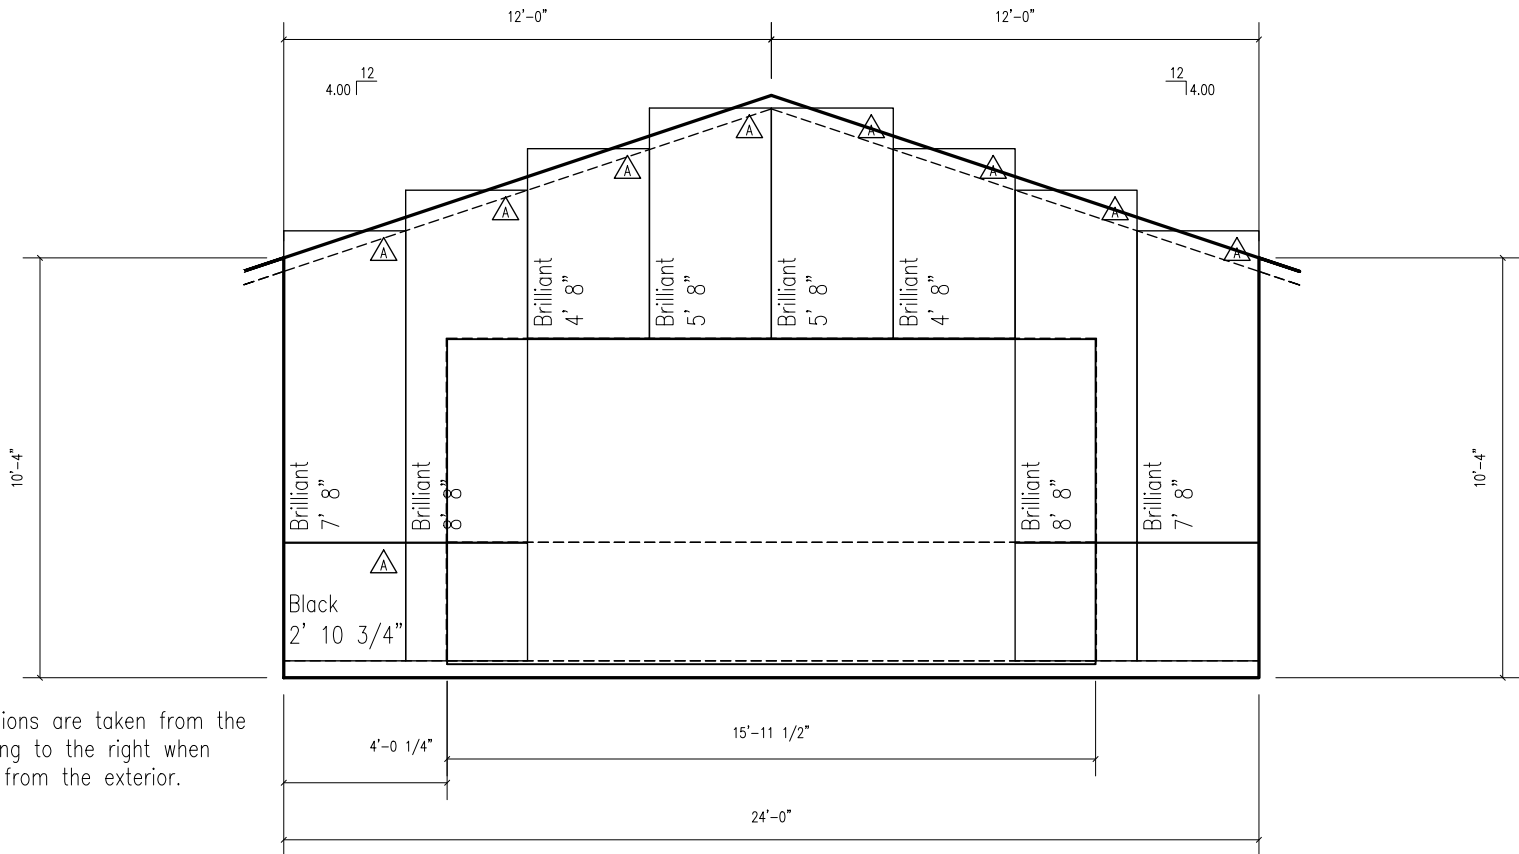 12'-0"
12'-0"
12
4.00
12
4.00
A
A
A
A
A
A
A
A
Brilliant
4' 8"
Brilliant
5' 8"
Brilliant
5' 8"
Brilliant
4' 8"
10'-4"
10'-4"
Brilliant
7' 8"
Brilliant
8' 8"
Brilliant
8' 8"
Brilliant
7' 8"
A
Black
2' 10 3/4"
ions are taken from the
ng to the right when
from the exterior.
4'-0 1/4"
15'-11 1/2"
24'-0"